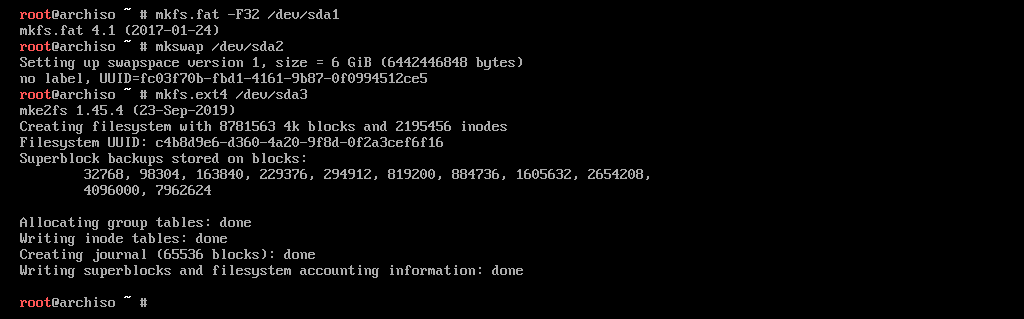 root@archiso ~ # mkfs.fat -F32 /dev/sda1
mkfs.fat 4.1 (2017-01-24)
root@archiso ~ # mkswap /dev/sda2
Setting up swapspace version 1, size = 6 GiB (6442446848 bytes)
no label, UUID=fc03f70b-fbd1-4161-9b87-0f0994512ce5
root@archiso ~ # mkfs.ext4 /dev/sda3
mke2fs 1.45.4 (23-Sep-2019)
Creating filesystem with 8781563 4k blocks and 2195456 inodes
Filesystem UUID: c4b8d9e6-d360-4a20-9f8d-0f2a3cef6f16
Superblock backups stored on blocks:
        32768, 98304, 163840, 229376, 294912, 819200, 884736, 1605632, 2654208,
        4096000, 7962624

Allocating group tables: done
Writing inode tables: done
Creating journal (65536 blocks): done
Writing superblocks and filesystem accounting information: done

root@archiso ~ #